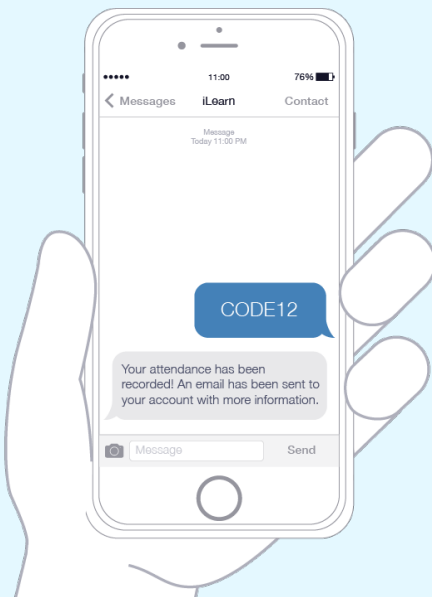 11:00
76%
Messages iLearn Contact
Message
Today 11:00 PM
CODE12
Your attendance has been
recorded! An email has been sent to
your account with more information.
Message Send